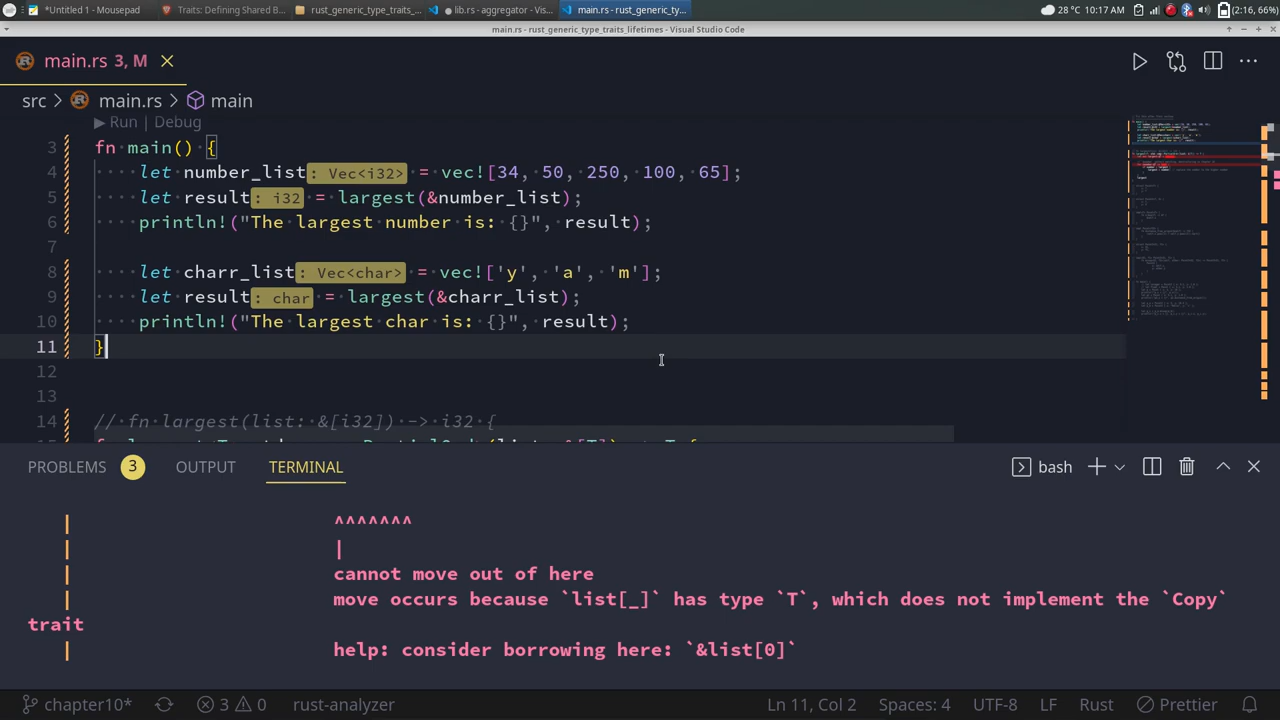 *Untitled 1 - Mousepad
Traits: Defining Shared B...
rust_generic_type_traits_...
● lib.rs - aggregator - Vis...
main.rs - rust_generic_ty...
28 °C 10:17 AM
(2:16, 66%)
main.rs - rust_generic_type_traits_lifetimes - Visual Studio Code
main.rs 3, M
src > main.rs > main
▶ Run | Debug
3 fn main() {
4 let number_list: Vec<i32> = vec![34, 50, 250, 100, 65];
5 let result: i32 = largest(&number_list);
6 println!("The largest number is: {}", result);
7
8 let charr_list: Vec<char> = vec!['y', 'a', 'm'];
9 let result: char = largest(&charr_list);
10 println!("The largest char is: {}", result);
11 }
12
13
14 // fn largest(list: &[i32]) -> i32 {
PROBLEMS 3 OUTPUT TERMINAL
bash
| ^^^^^^^
| |
| cannot move out of here
| move occurs because `list[_]` has type `T`, which does not implement the `Copy`
trait
| help: consider borrowing here: `&list[0]`
chapter10* 3 0 rust-analyzer
Ln 11, Col 2 Spaces: 4 UTF-8 LF Rust Prettier